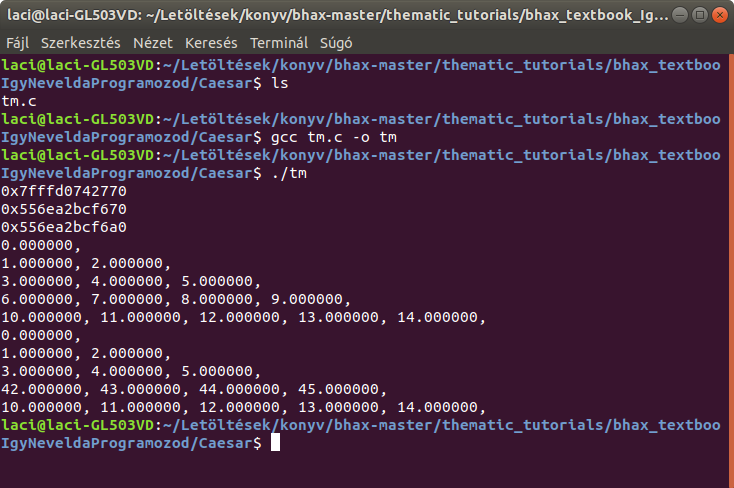 laci@laci-GL503VD: ~/Letöltések/konyv/bhax-master/thematic_tutorials/bhax_textbook_Ig…
Fájl Szerkesztés Nézet Keresés Terminál Súgó
laci@laci-GL503VD:~/Letöltések/konyv/bhax-master/thematic_tutorials/bhax_textboo
IgyNeveldaProgramozod/Caesar$ ls
tm.c
laci@laci-GL503VD:~/Letöltések/konyv/bhax-master/thematic_tutorials/bhax_textboo
IgyNeveldaProgramozod/Caesar$ gcc tm.c -o tm
laci@laci-GL503VD:~/Letöltések/konyv/bhax-master/thematic_tutorials/bhax_textboo
IgyNeveldaProgramozod/Caesar$ ./tm
0x7fffd0742770
0x556ea2bcf670
0x556ea2bcf6a0
0.000000,
1.000000, 2.000000,
3.000000, 4.000000, 5.000000,
6.000000, 7.000000, 8.000000, 9.000000,
10.000000, 11.000000, 12.000000, 13.000000, 14.000000,
0.000000,
1.000000, 2.000000,
3.000000, 4.000000, 5.000000,
42.000000, 43.000000, 44.000000, 45.000000,
10.000000, 11.000000, 12.000000, 13.000000, 14.000000,
laci@laci-GL503VD:~/Letöltések/konyv/bhax-master/thematic_tutorials/bhax_textboo
IgyNeveldaProgramozod/Caesar$